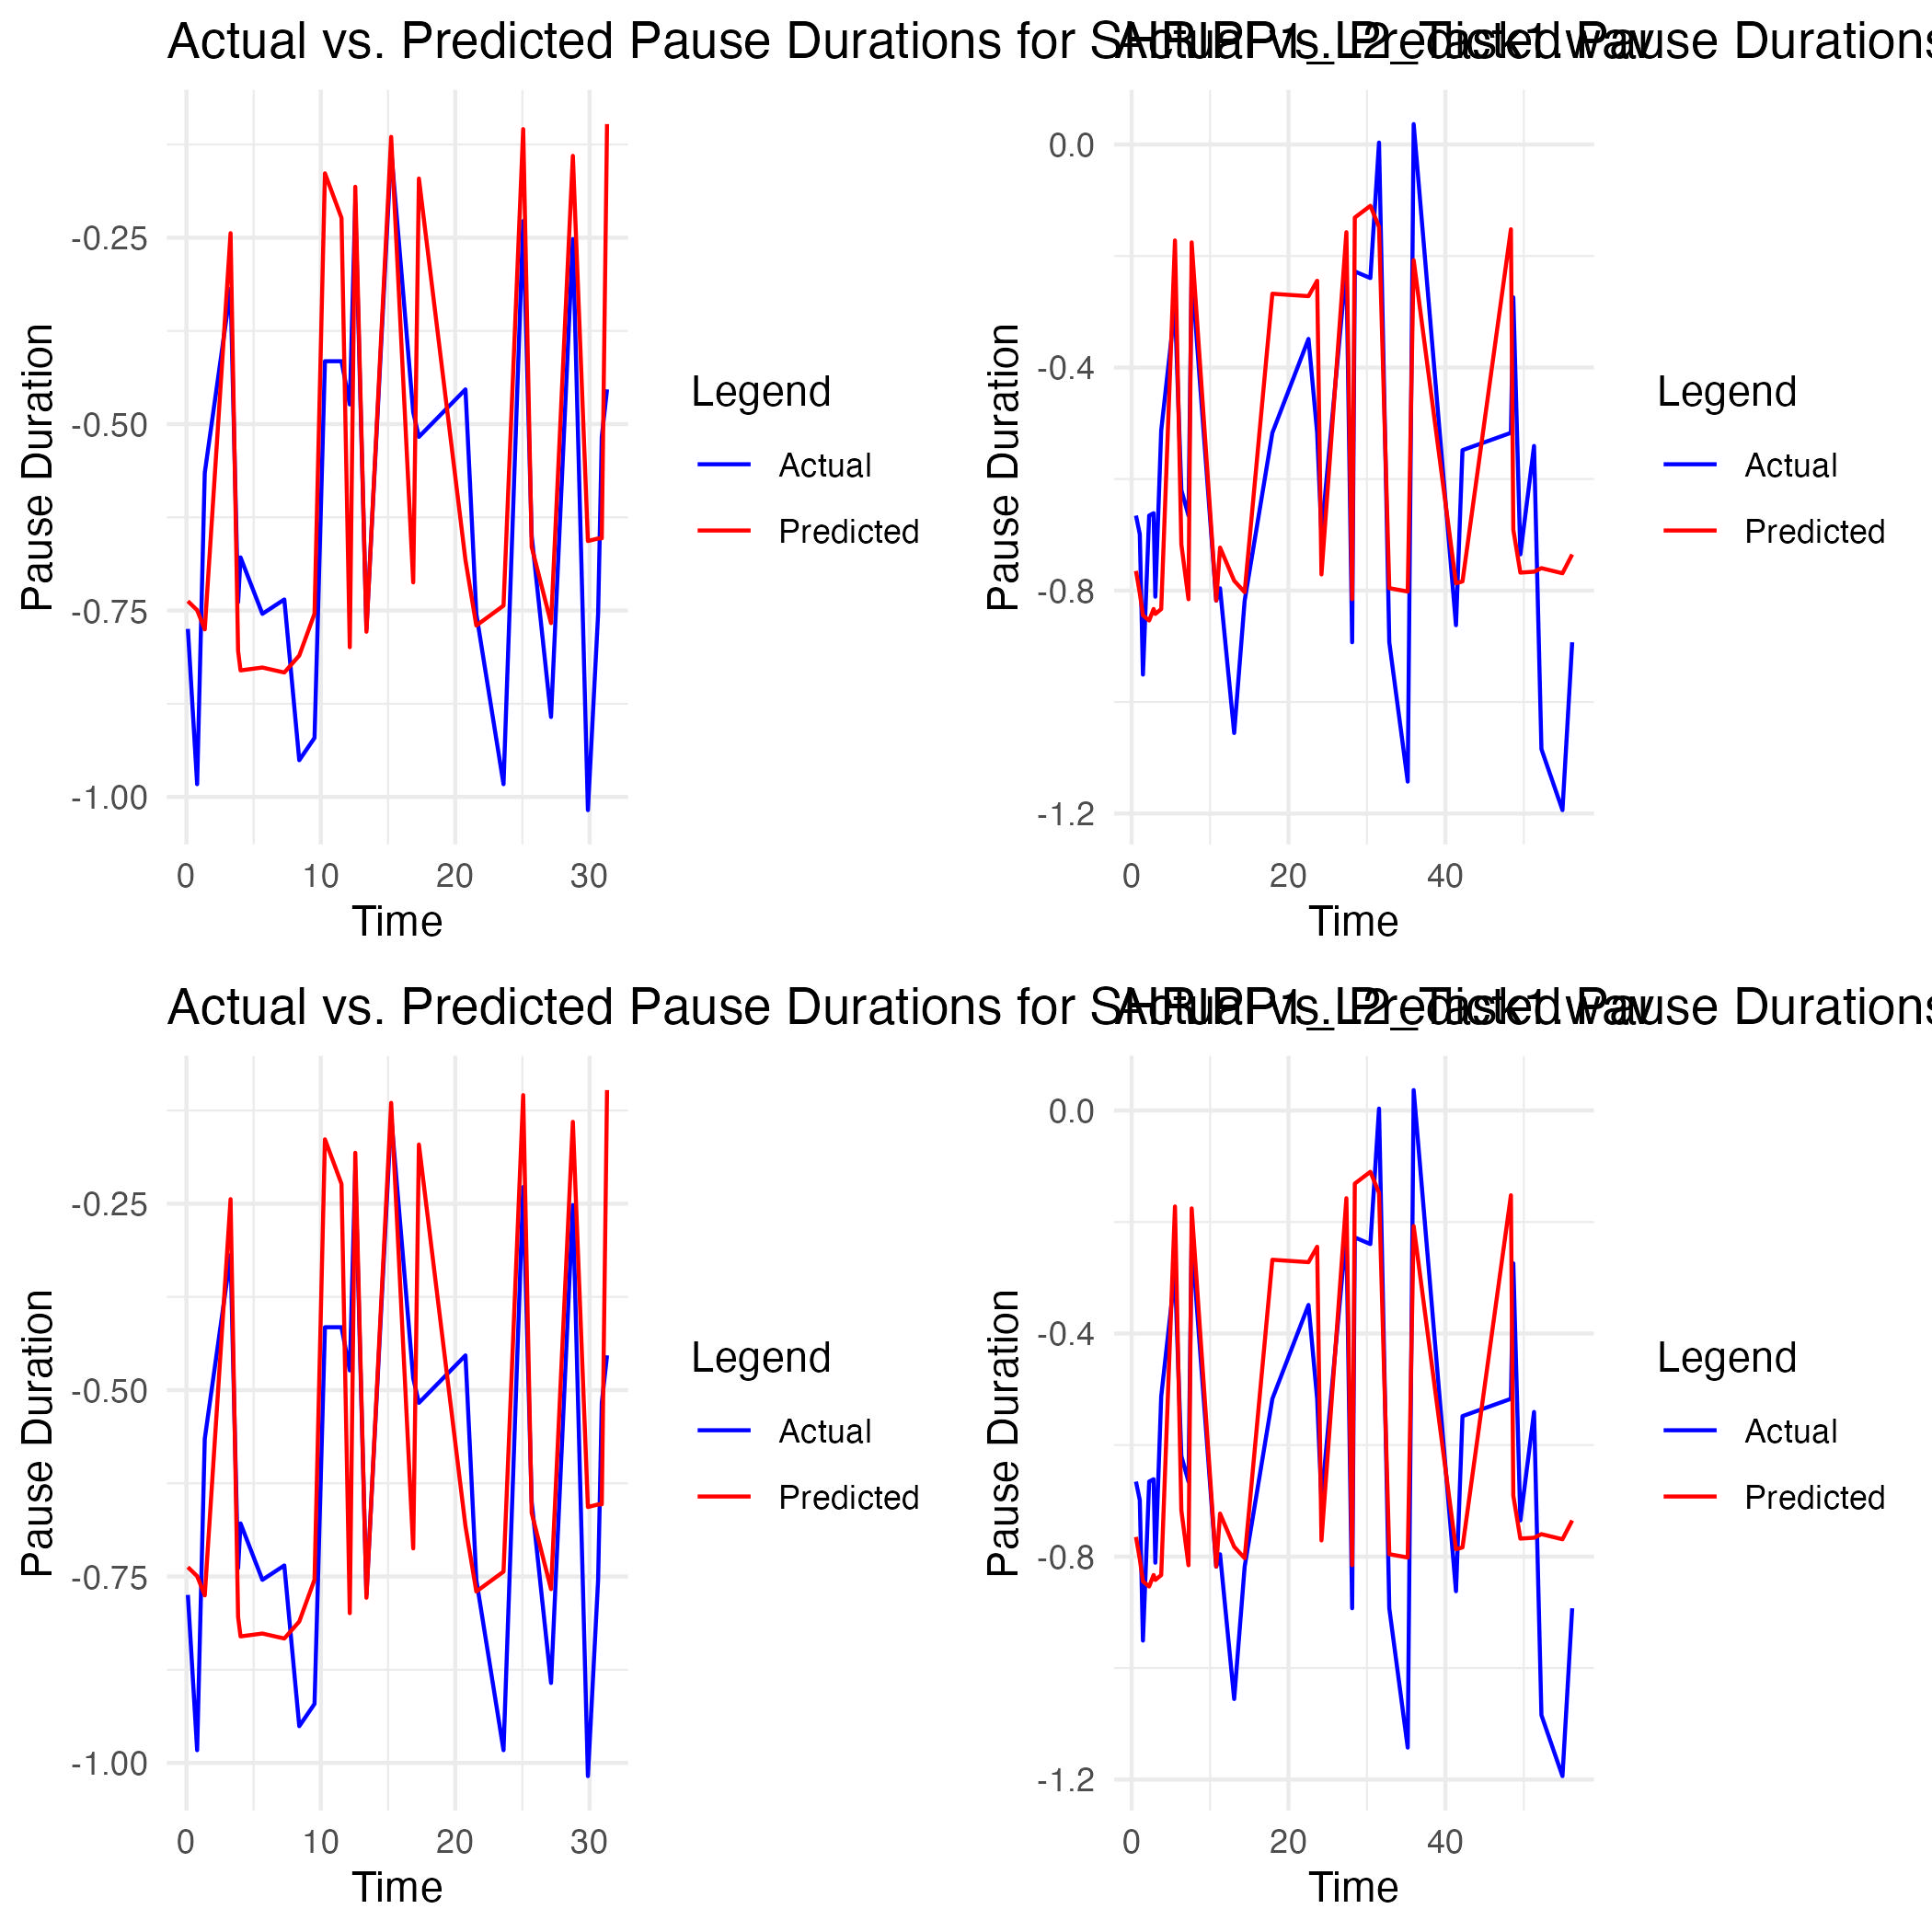 Actual vs. Predicted Pause Durations for
Actual vs. Predicted Pause Durations
-0.25
-0.50
-0.75
-1.00
0 10 20 30
Time
Pause Duration
Legend
Actual
Predicted
0.0
-0.4
-0.8
-1.2
0 20 40
Time
Pause Duration
Legend
Actual
Predicted
Actual vs. Predicted Pause Durations for
Actual vs. Predicted Pause Durations
-0.25
-0.50
-0.75
-1.00
0 10 20 30
Time
Pause Duration
Legend
Actual
Predicted
0.0
-0.4
-0.8
-1.2
0 20 40
Time
Pause Duration
Legend
Actual
Predicted